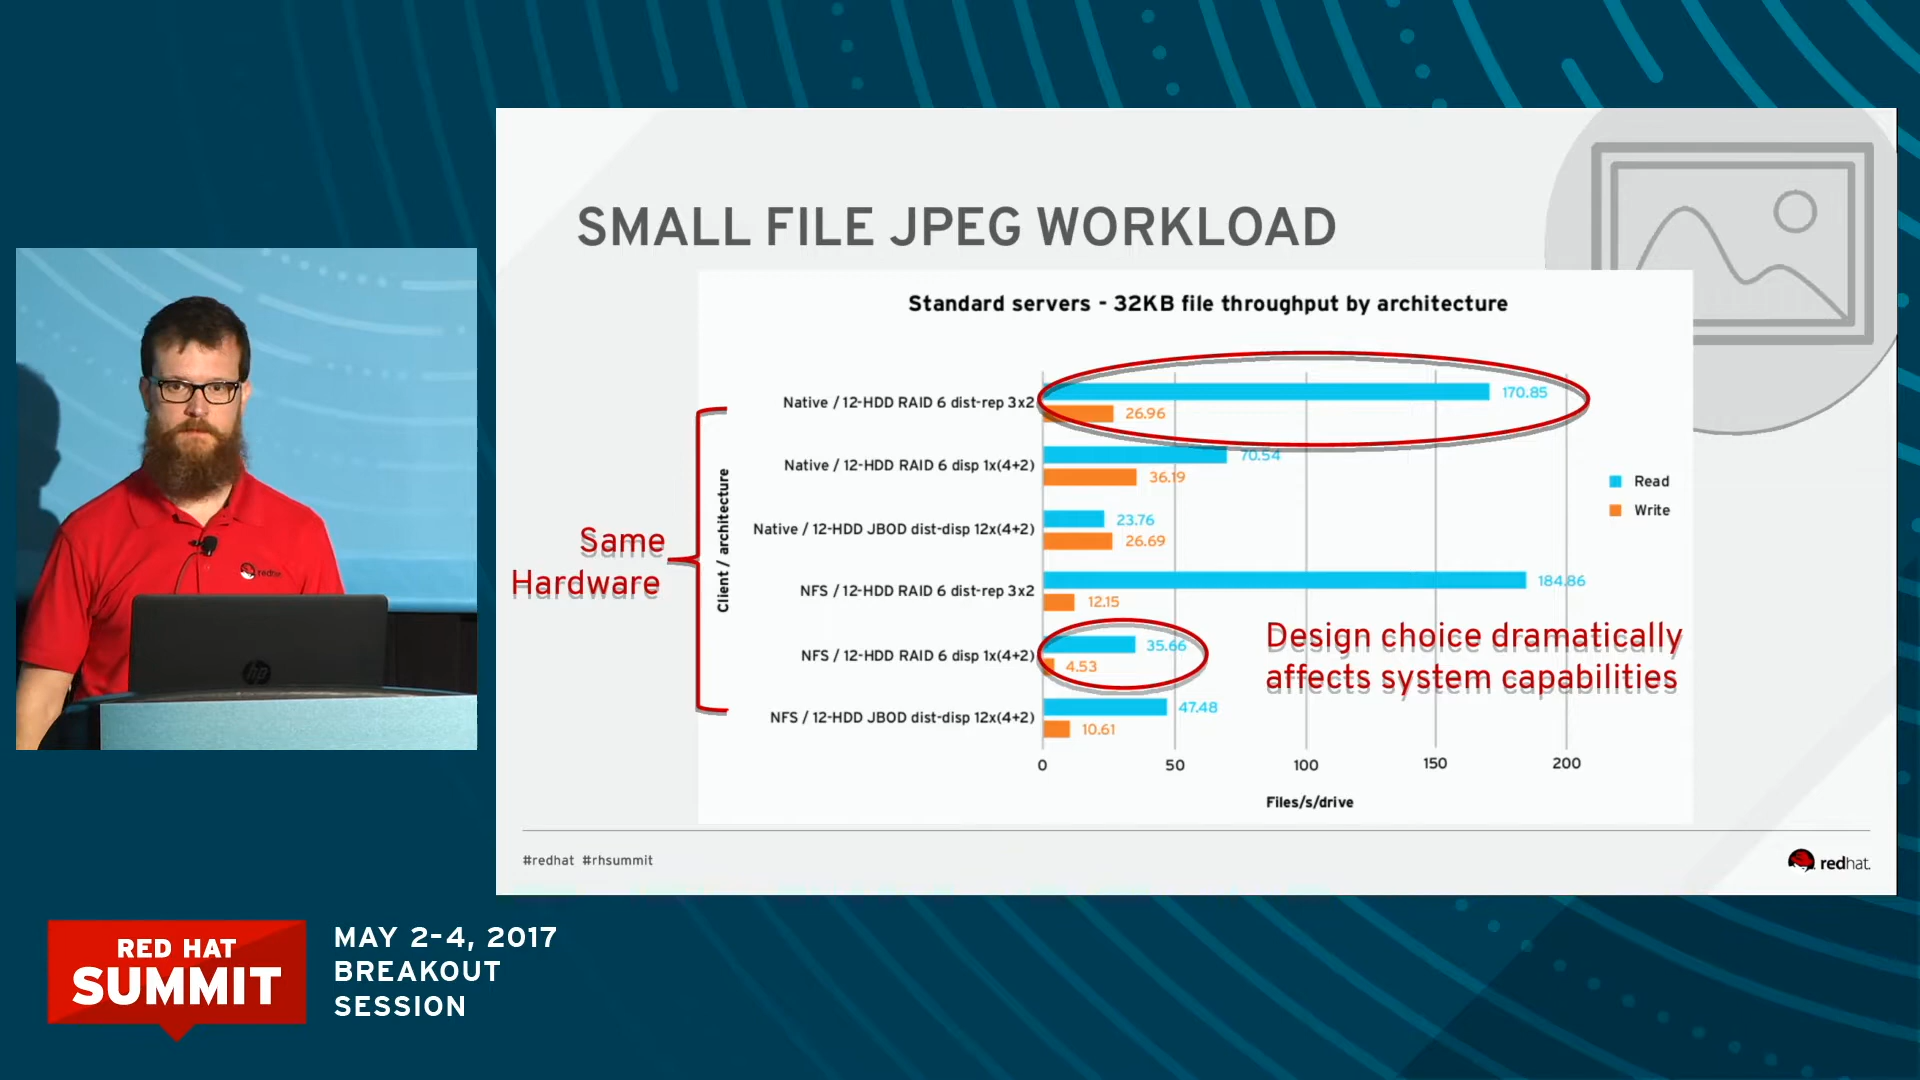 SMALL FILE JPEG WORKLOAD
Standard servers - 32KB file throughput by architecture
Client / architecture
Native / 12-HDD RAID 6 dist-rep 3x2
170.85
26.96
Native / 12-HDD RAID 6 disp 1x(4+2)
70.54
36.19
Native / 12-HDD JBOD dist-disp 12x(4+2)
23.76
26.69
NFS / 12-HDD RAID 6 dist-rep 3x2
184.86
12.15
NFS / 12-HDD RAID 6 disp 1x(4+2)
35.66
4.53
NFS / 12-HDD JBOD dist-disp 12x(4+2)
47.48
10.61
0 50 100 150 200
Files/s/drive
Read
Write
Same
Hardware
Design choice dramatically
affects system capabilities
#redhat #rhsummit
redhat.
redhat
hp
RED HAT
SUMMIT
MAY 2-4, 2017
BREAKOUT
SESSION